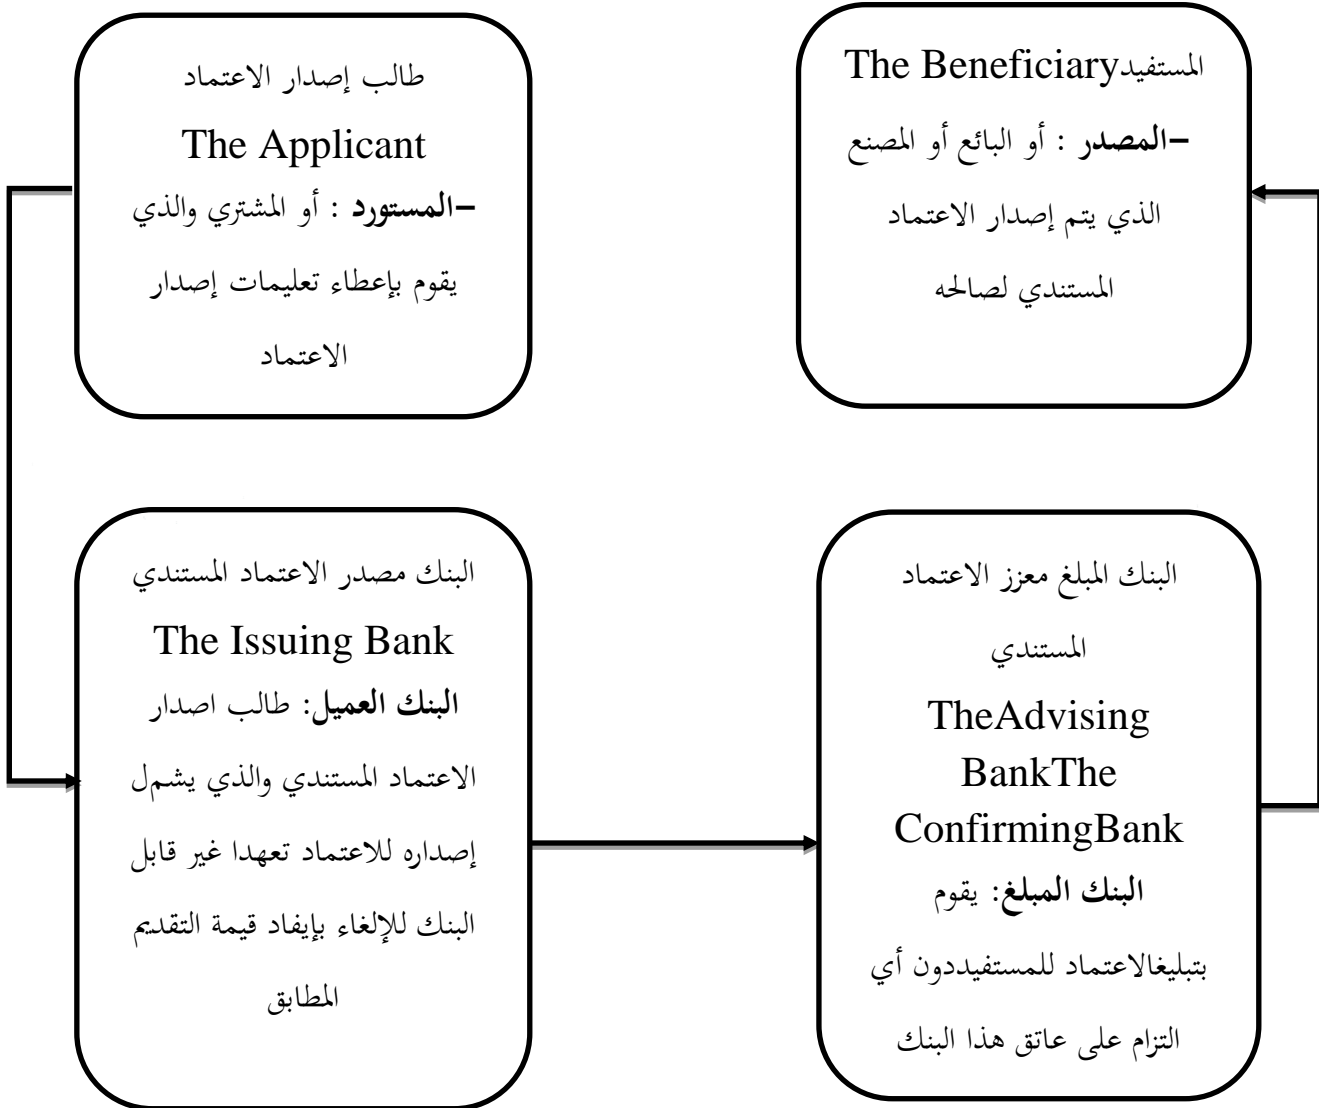 طالب إصدار الاعتماد
The Applicant
–المستورد : أو المشتري والذي
يقوم بإعطاء تعليمات إصدار
الاعتماد
المستفيدThe Beneficiary
–المصدر : أو البائع أو المصنع
الذي يتم إصدار الاعتماد
المستندي لصالحه
البنك مصدر الاعتماد المستندي
The Issuing Bank
البنك العميل: طالب اصدار
الاعتماد المستندي والذي يشمل
إصداره للاعتماد تعهدا غير قابل
البنك للإلغاء بإيفاد قيمة التقديم
المطابق
البنك المبلغ معزز الاعتماد
المستندي
TheAdvising
BankThe
ConfirmingBank
البنك المبلغ: يقوم
بتبليغالاعتماد للمستفيددون أي
التزام على عاتق هذا البنك